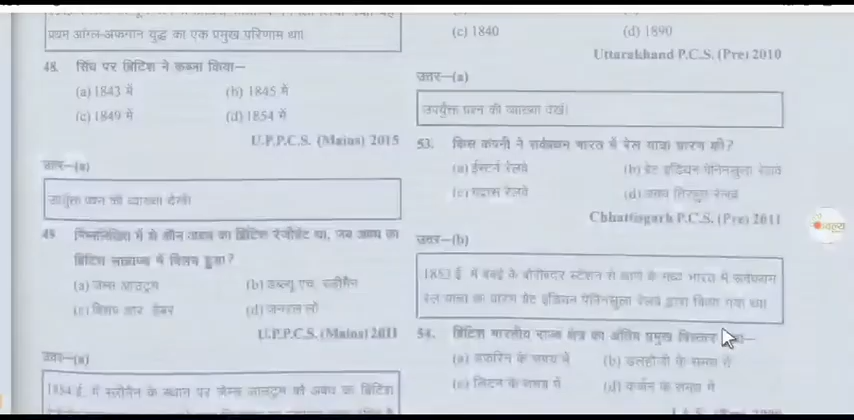 प्रथम आंग्ल-अफगान युद्ध का एक प्रमुख परिणाम था।
48. सिंध पर ब्रिटिश ने कब्जा किया—
(a) 1843 में (b) 1845 में
(c) 1849 में (d) 1854 में
U.P.P.C.S. (Mains) 2015
उत्तर—(a)
उपर्युक्त प्रश्न की व्याख्या देखें।
49. निम्नलिखित में से कौन अवध का ब्रिटिश रेजीडेंट था, जब अवध का
ब्रिटिश साम्राज्य में विलय हुआ?
(a) जेम्स आउट्रम (b) डब्ल्यू एच. स्लीमैन
(c) बिशप आर. हेबर (d) जनरल लो
U.P.P.C.S. (Mains) 2011
उत्तर—(a)
1854 ई. में स्लीमैन के स्थान पर जेम्स आउट्रम को अवध का ब्रिटिश
(c) 1840 (d) 1890
Uttarakhand P.C.S. (Pre) 2010
उत्तर—(a)
उपर्युक्त प्रश्न की व्याख्या देखें।
53. किस कंपनी ने सर्वप्रथम भारत में रेल यात्रा प्रारंभ की?
(a) ईस्टर्न रेलवे (b) ग्रेट इंडियन पेनिनसुला रेलवे
(c) मद्रास रेलवे (d) अवध तिरहुत रेलवे
Chhattisgarh P.C.S. (Pre) 2011
उत्तर—(b)
1853 ई. में बंबई के बोरीबंदर स्टेशन से थाणे के मध्य भारत में सर्वप्रथम
रेल यात्रा का प्रारंभ ग्रेट इंडियन पेनिनसुला रेलवे द्वारा किया गया था।
54. ब्रिटिश भारतीय राज्य क्षेत्र का अंतिम प्रमुख विस्तार
(a) डफरिन के समय में (b) डलहौजी के समय में
(c) लिटन के समय में (d) कर्जन के समय में